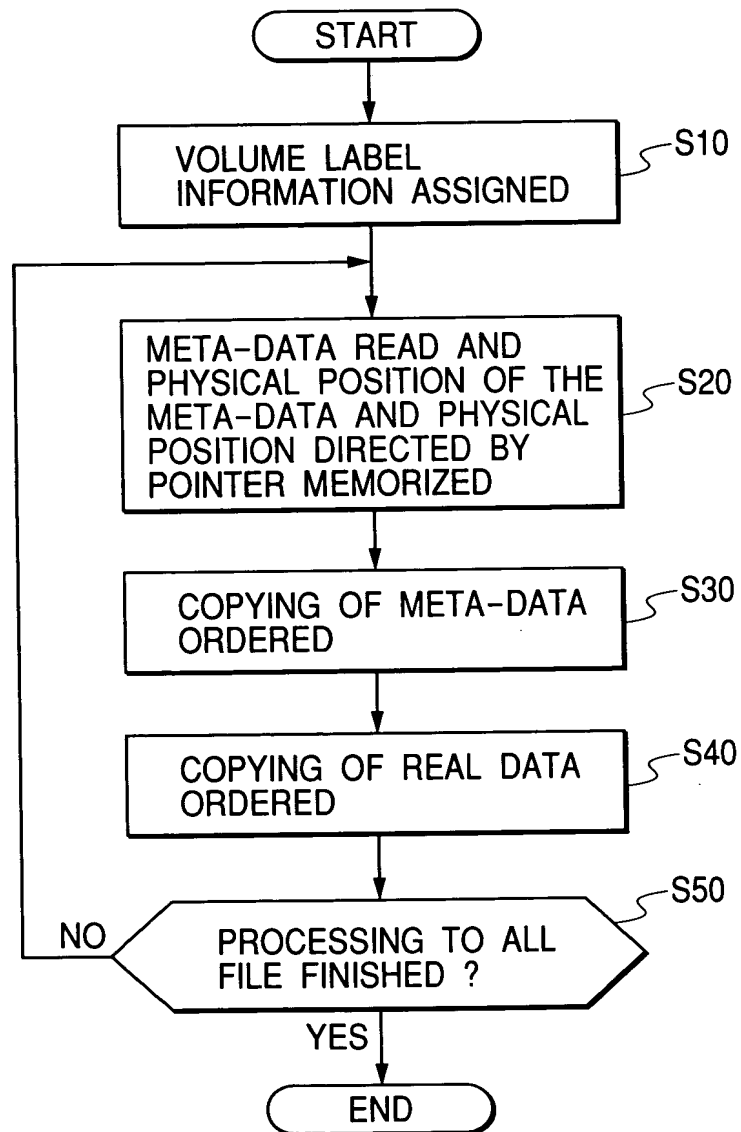 START
VOLUME LABEL
INFORMATION ASSIGNED
S10
META-DATA READ AND
PHYSICAL POSITION OF THE
META-DATA AND PHYSICAL
POSITION DIRECTED BY
POINTER MEMORIZED
S20
COPYING OF META-DATA
ORDERED
S30
COPYING OF REAL DATA
ORDERED
S40
PROCESSING TO ALL
FILE FINISHED ?
S50
NO
YES
END